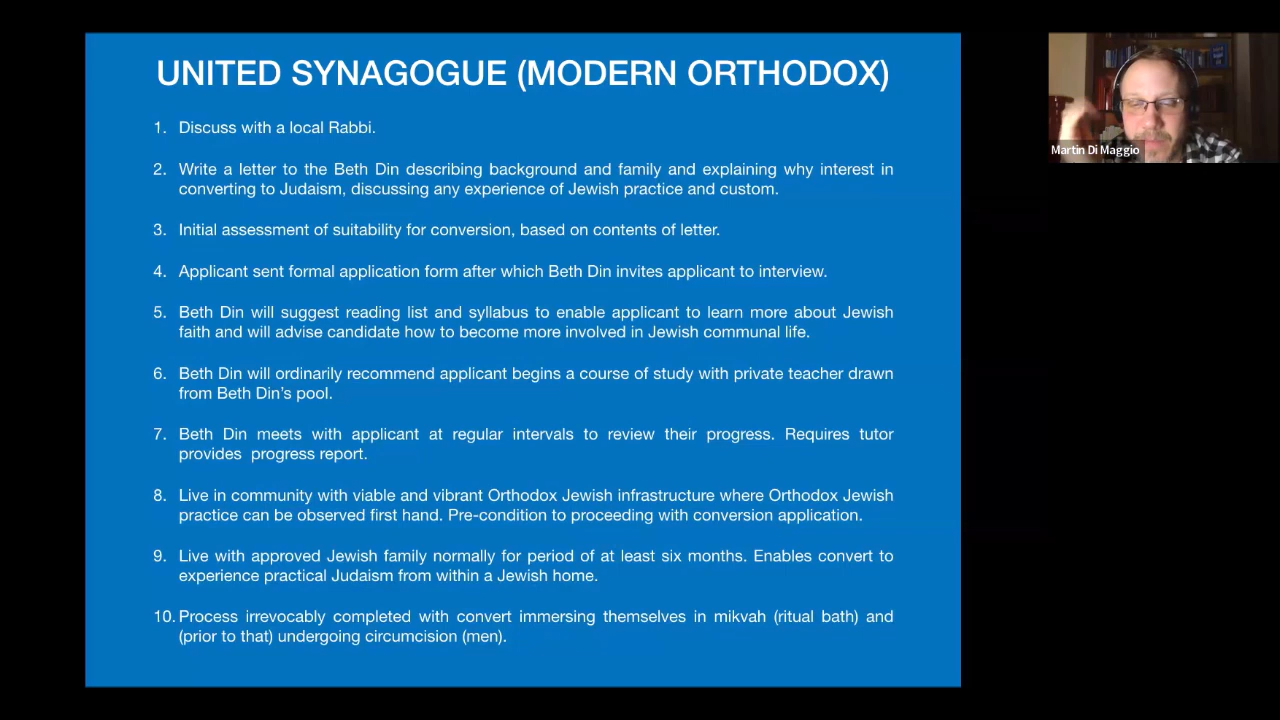 UNITED SYNAGOGUE (MODERN ORTHODOX)
1. Discuss with a local Rabbi.
2. Write a letter to the Beth Din describing background and family and explaining why interest in
converting to Judaism, discussing any experience of Jewish practice and custom.
3. Initial assessment of suitability for conversion, based on contents of letter.
4. Applicant sent formal application form after which Beth Din invites applicant to interview.
5. Beth Din will suggest reading list and syllabus to enable applicant to learn more about Jewish
faith and will advise candidate how to become more involved in Jewish communal life.
6. Beth Din will ordinarily recommend applicant begins a course of study with private teacher drawn
from Beth Din’s pool.
7. Beth Din meets with applicant at regular intervals to review their progress. Requires tutor
provides progress report.
8. Live in community with viable and vibrant Orthodox Jewish infrastructure where Orthodox Jewish
practice can be observed first hand. Pre-condition to proceeding with conversion application.
9. Live with approved Jewish family normally for period of at least six months. Enables convert to
experience practical Judaism from within a Jewish home.
10. Process irrevocably completed with convert immersing themselves in mikvah (ritual bath) and
(prior to that) undergoing circumcision (men).
Martin Di Maggio